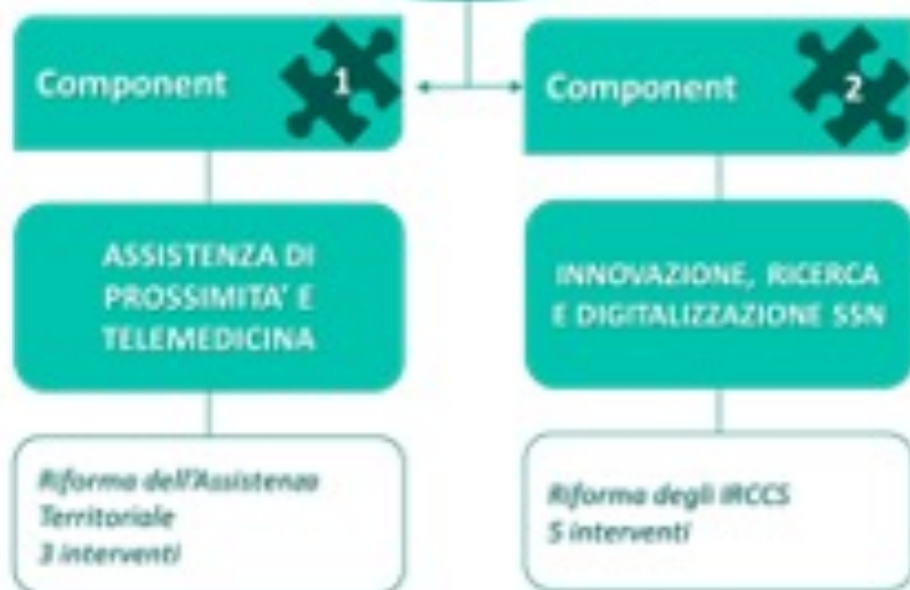 Component 1
Component 2
ASSISTENZA DI
PROSSIMITA' E
TELEMEDICINA
INNOVAZIONE, RICERCA
E DIGITALIZZAZIONE SSN
Riforma dell'Assistenza
Territoriale
3 interventi
Riforma degli IRCCS
5 interventi